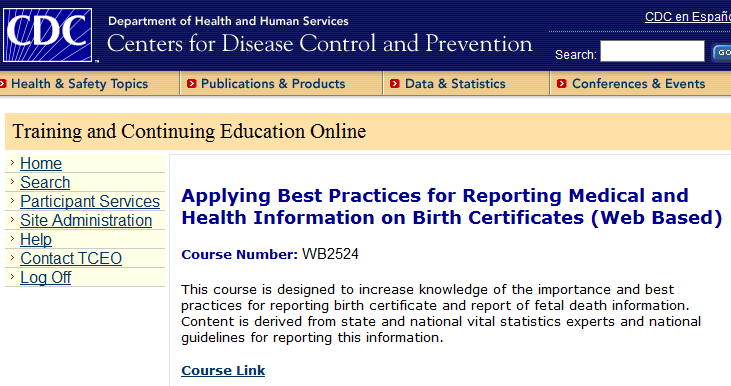 CDC
Department of Health and Human Services
Centers for Disease Control and Prevention
CDC en Españo
Search:
GO
Health & Safety Topics
Publications & Products
Data & Statistics
Conferences & Events
Training and Continuing Education Online
Home
Search
Participant Services
Site Administration
Help
Contact TCEO
Log Off
Applying Best Practices for Reporting Medical and
Health Information on Birth Certificates (Web Based)
Course Number: WB2524
This course is designed to increase knowledge of the importance and best
practices for reporting birth certificate and report of fetal death information.
Content is derived from state and national vital statistics experts and national
guidelines for reporting this information.
Course Link